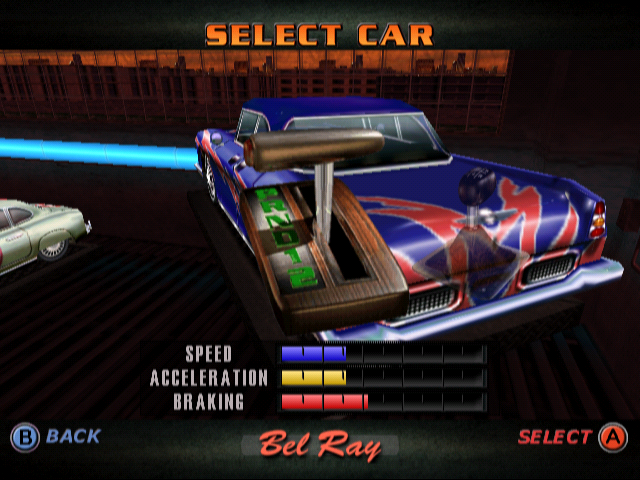 SELECT CAR
PRND12
SPEED
ACCELERATION
BRAKING
B BACK
Bel Ray
SELECT A